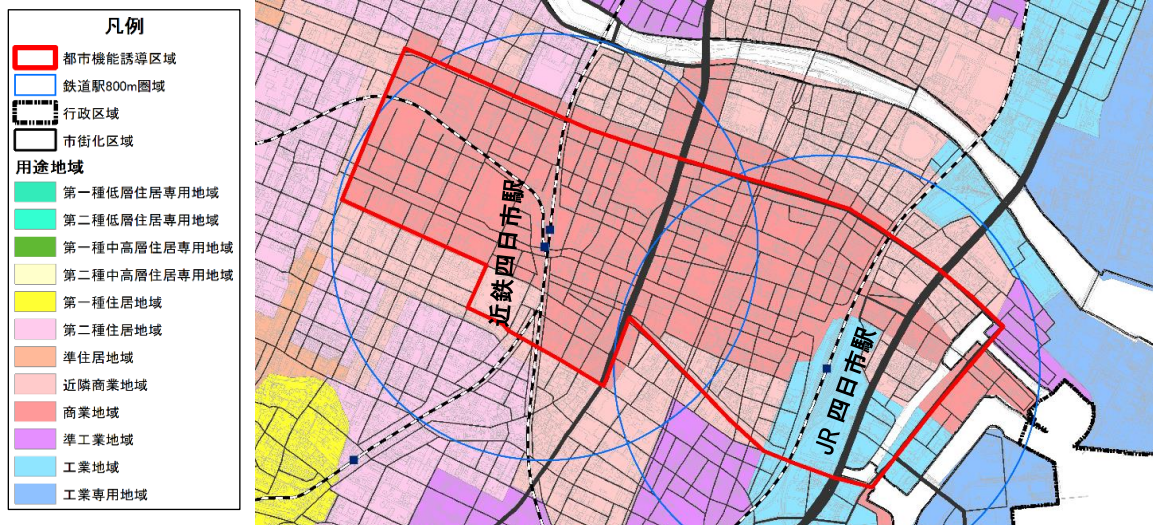 凡例
都市機能誘導区域
鉄道駅800m圏域
行政区域
市街化区域
用途地域
第一種低層住居専用地域
第二種低層住居専用地域
第一種中高層住居専用地域
第二種中高層住居専用地域
第一種住居地域
第二種住居地域
準住居地域
近隣商業地域
商業地域
準工業地域
工業地域
工業専用地域
近鉄四日市駅
JR 四日市駅